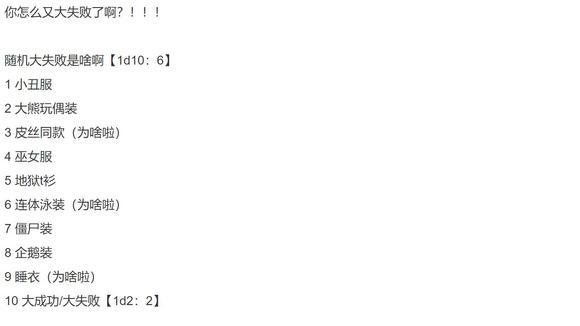 你怎么又大失败了啊？！！！
随机大失败是啥啊【1d10：6】
1 小丑服
2 大熊玩偶装
3 皮丝同款（为啥啦）
4 巫女服
5 地狱t衫
6 连体泳装（为啥啦）
7 僵尸装
8 企鹅装
9 睡衣（为啥啦）
10 大成功/大失败【1d2：2】